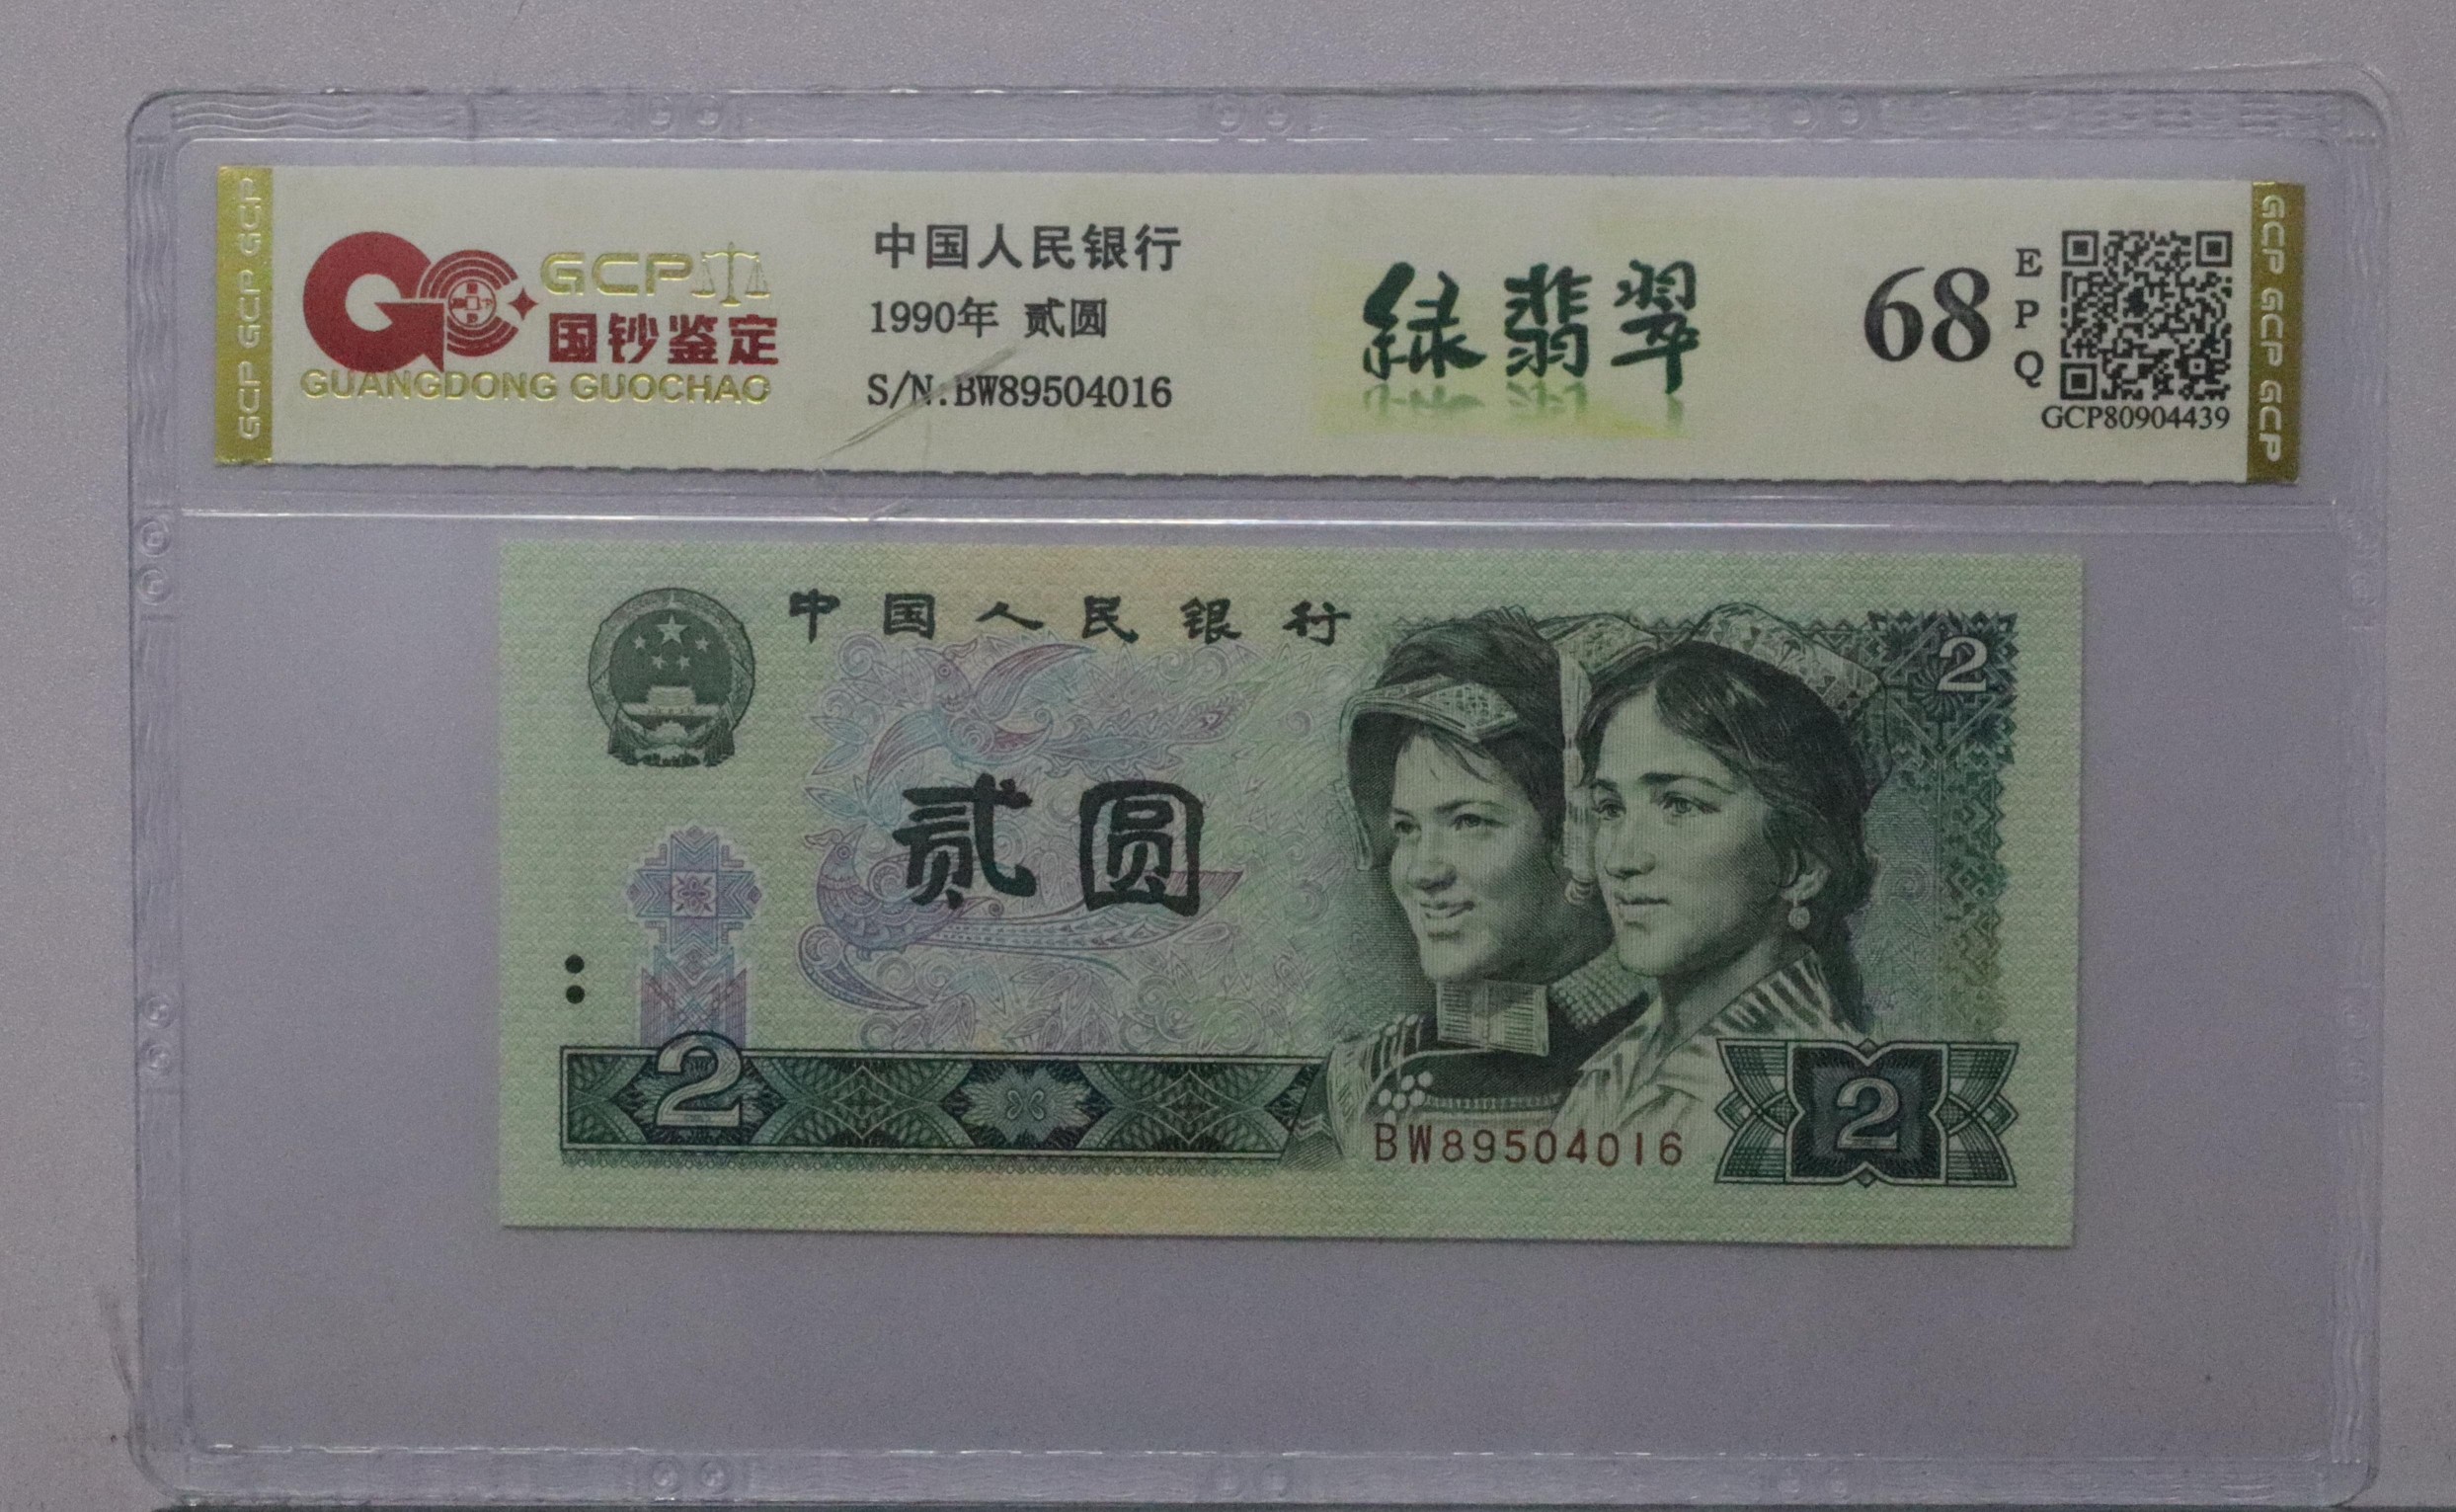 GCP GCP GCP
GCP
国钞鉴定
GUANGDONG GUOCHAO
中国人民银行
1990年 贰圆
S/N.BW89504016
绿翡翠
68
EPQ
GCP80904439
GCP GCP GCP
中国人民银行
2
贰圆
2
BW89504016
2